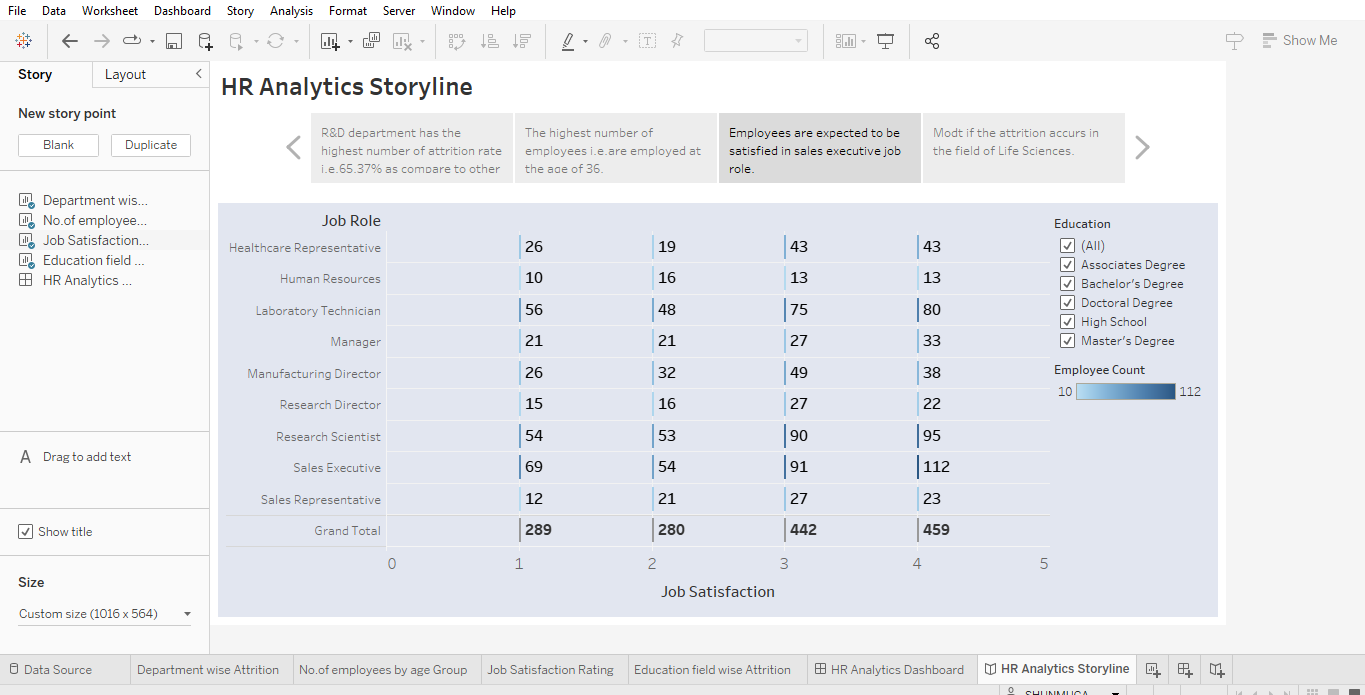 File Data Worksheet Dashboard Story Analysis Format Server Window Help
Show Me
Story Layout
New story point
Blank Duplicate
Department wis...
No.of employee...
Job Satisfaction...
Education field ...
HR Analytics ...
A Drag to add text
Show title
Size
Custom size (1016 x 564)
HR Analytics Storyline
R&D department has the
highest number of attrition rate
i.e.65.37% as compare to other
The highest number of
employees i.e.are employed at
the age of 36.
Employees are expected to be
satisfied in sales executive job
role.
Modt if the attrition accurs in
the field of Life Sciences.
Job Role
Healthcare Representative 26 19 43 43
Human Resources 10 16 13 13
Laboratory Technician 56 48 75 80
Manager 21 21 27 33
Manufacturing Director 26 32 49 38
Research Director 15 16 27 22
Research Scientist 54 53 90 95
Sales Executive 69 54 91 112
Sales Representative 12 21 27 23
Grand Total 289 280 442 459
0 1 2 3 4 5
Job Satisfaction
Education
(All)
Associates Degree
Bachelor's Degree
Doctoral Degree
High School
Master's Degree
Employee Count
10 112
Data Source Department wise Attrition No.of employees by age Group Job Satisfaction Rating Education field wise Attrition HR Analytics Dashboard HR Analytics Storyline